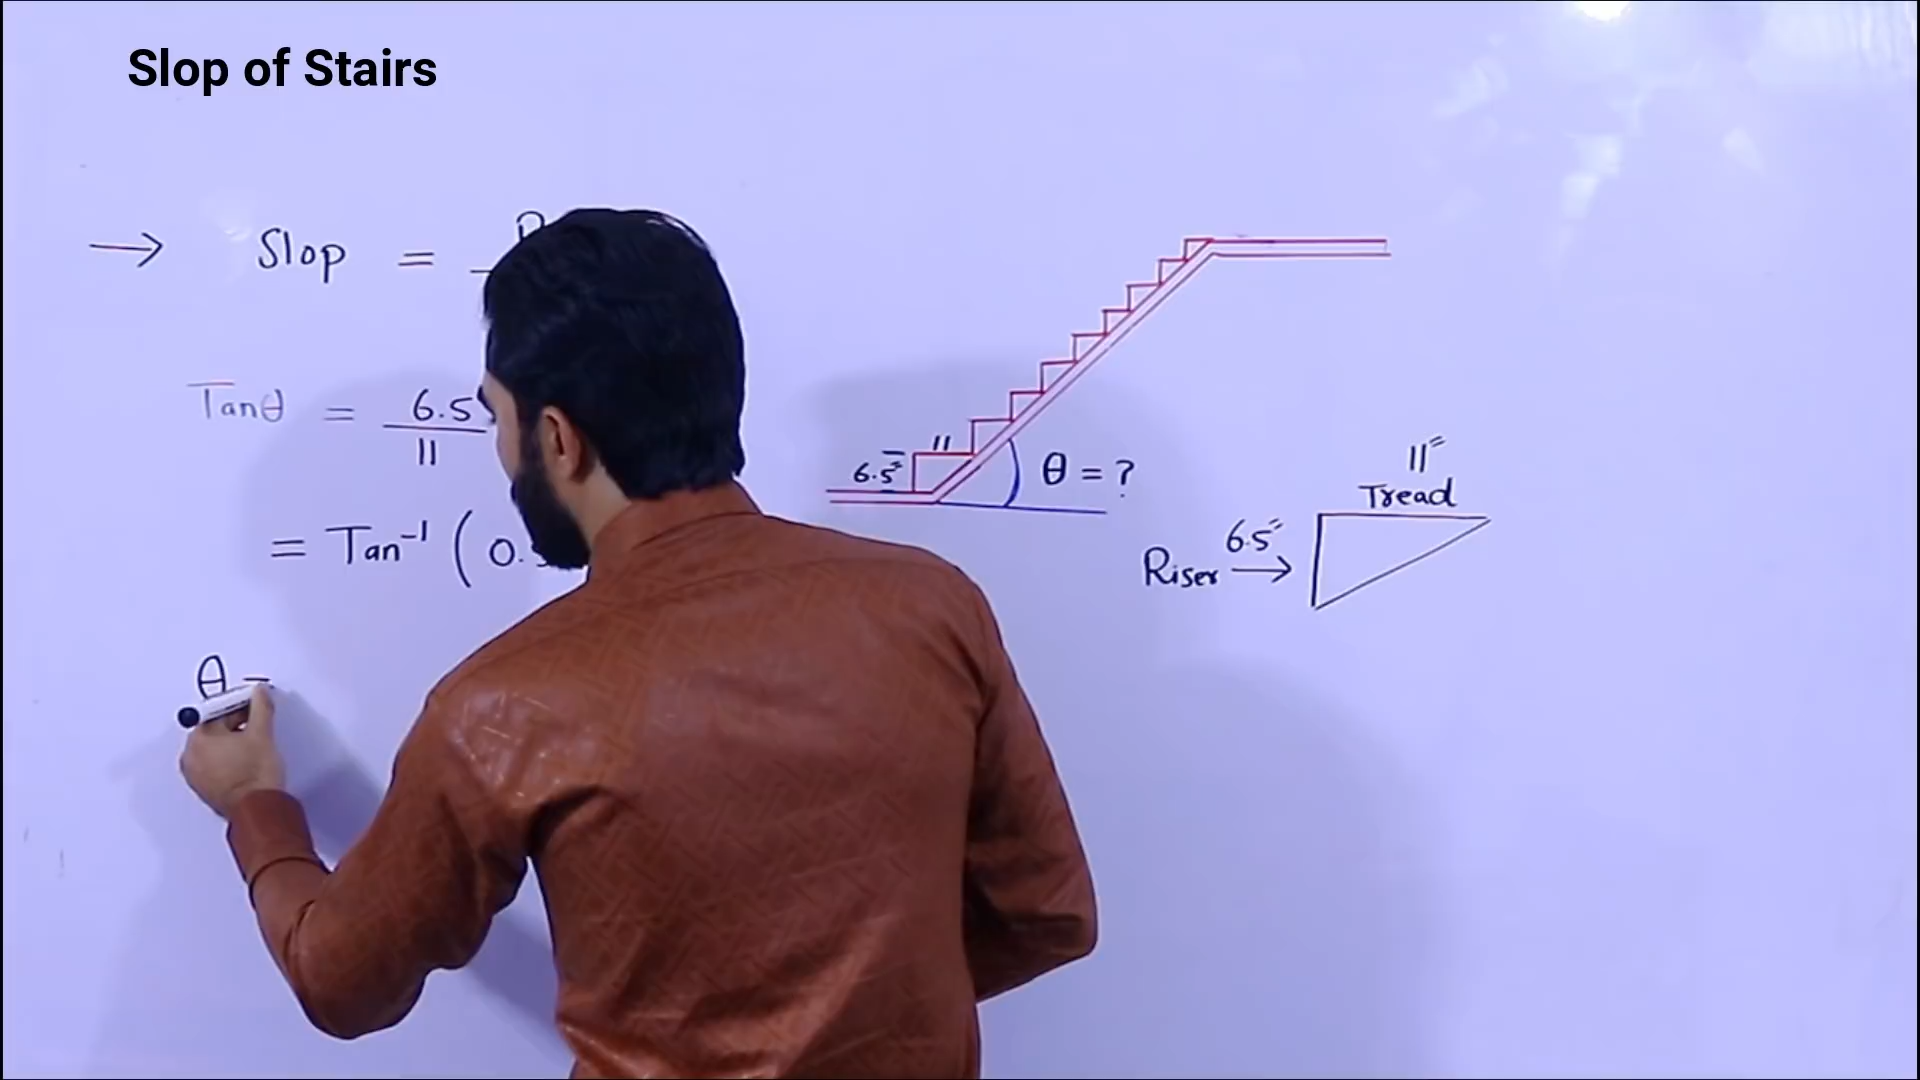 Slop of Stairs
→ Slop =
Tanθ = 6.5
11
= Tan⁻¹ ( 0.
θ =
11
6.5"
θ = ?
11"
Tread
6.5"
Riser →